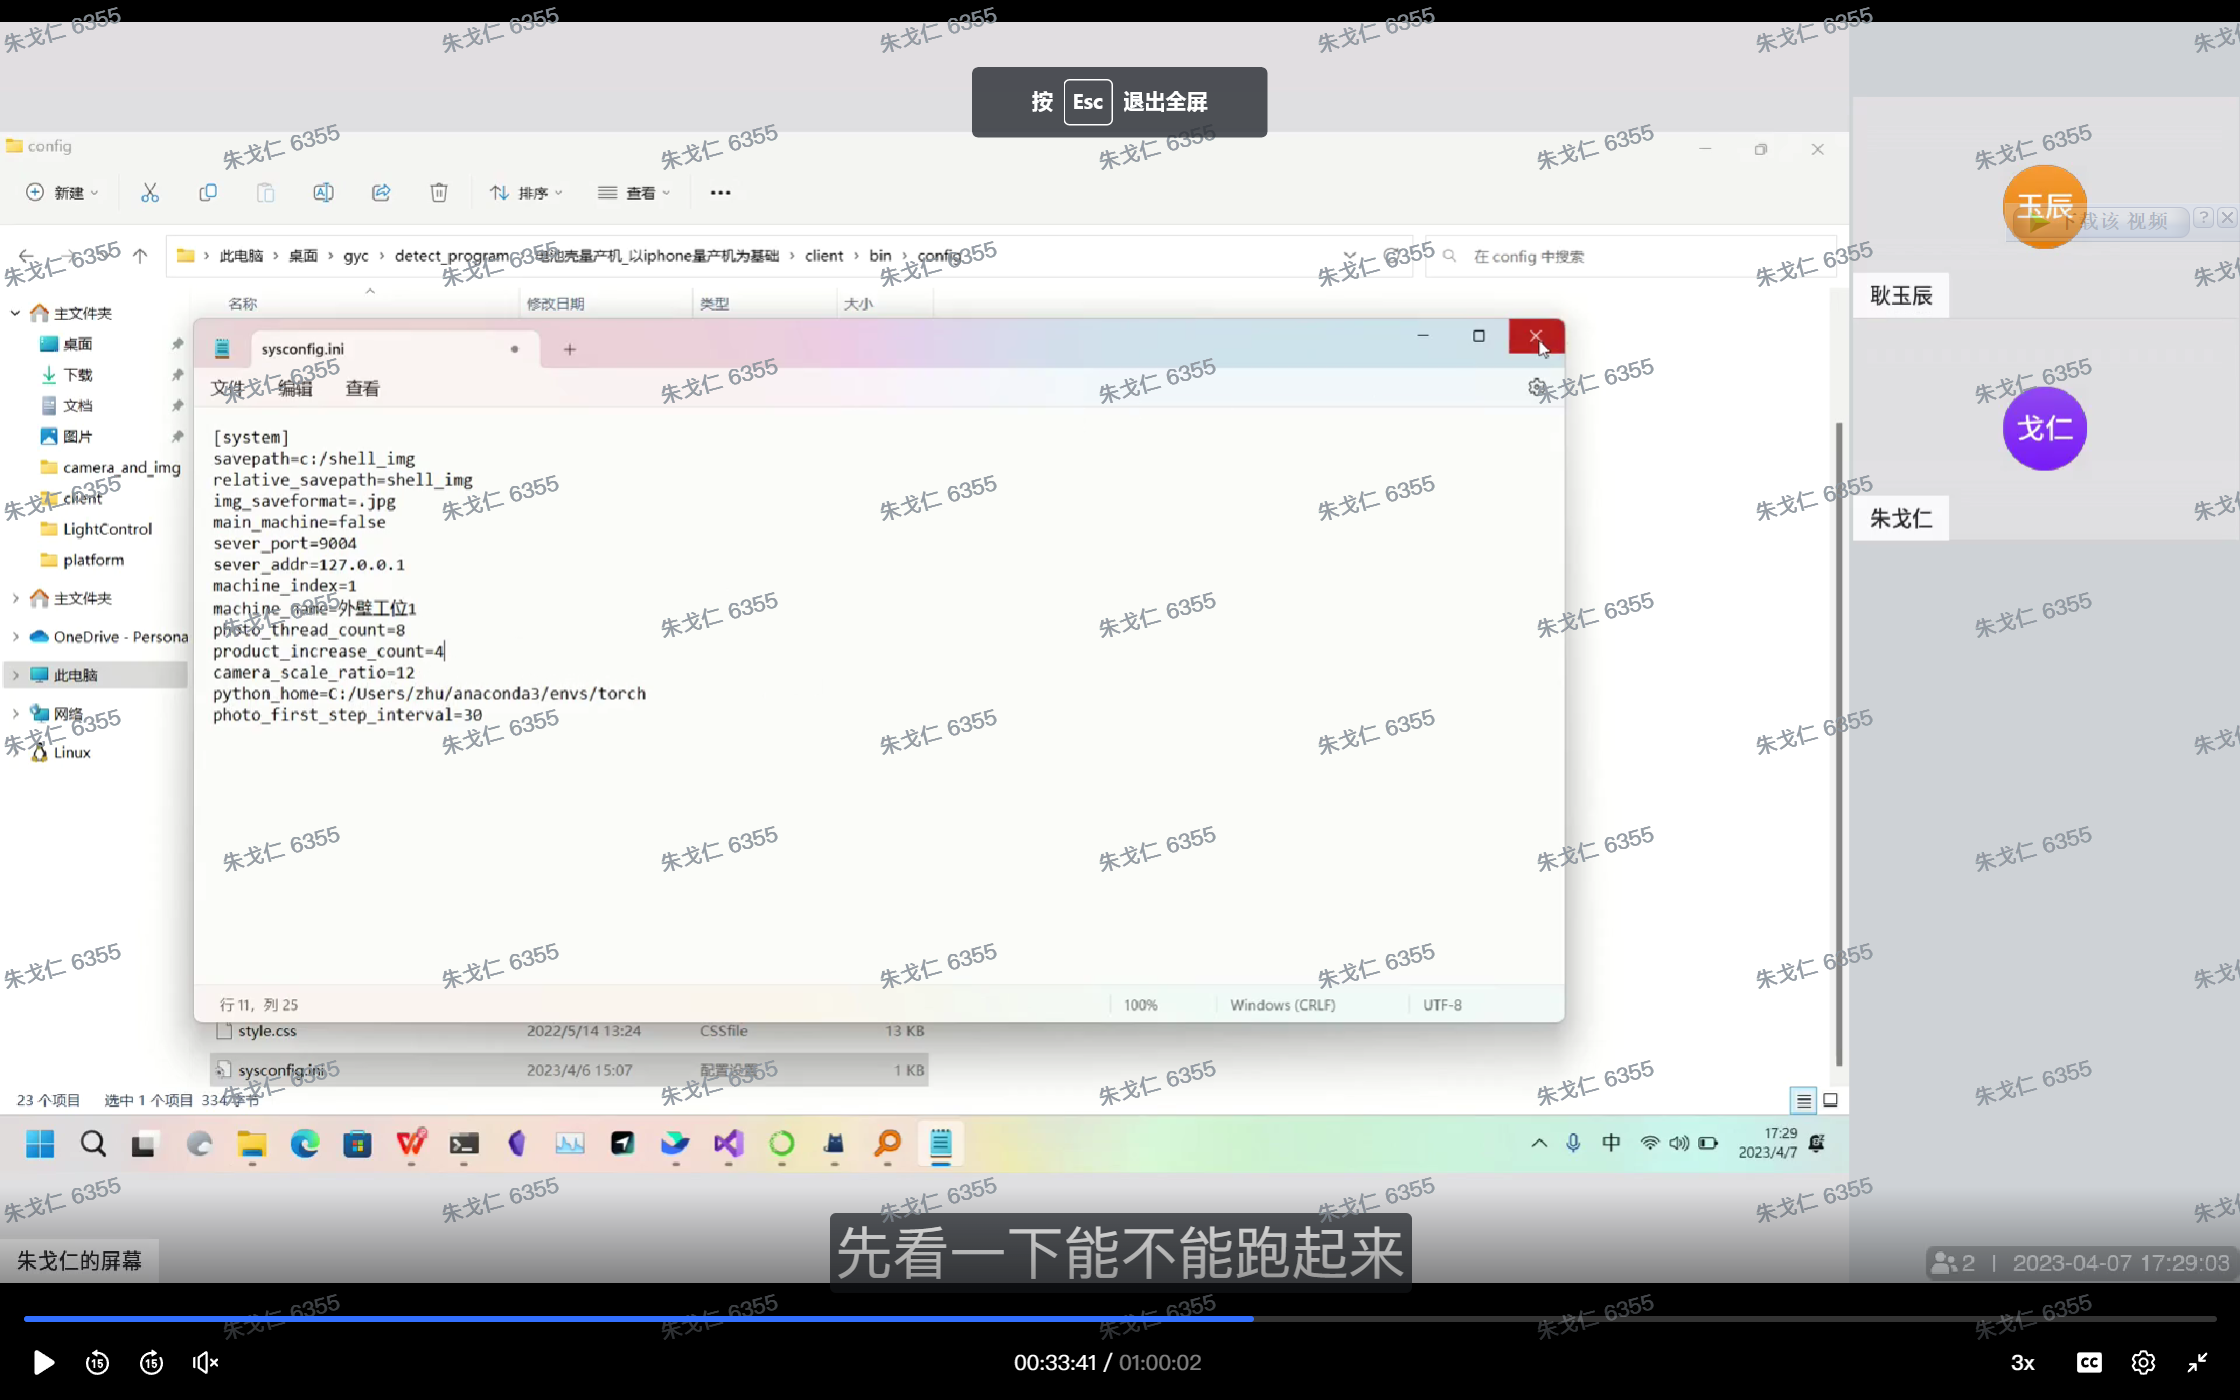 按 Esc 退出全屏
config
新建
排序
查看
此电脑 › 桌面 › gyc › detect_program › 电池壳量产机_以iphone量产机为基础 › client › bin › config
在 config 中搜索
名称 修改日期 类型 大小
主文件夹
桌面
下载
文档
图片
camera_and_img
client
LightControl
platform
主文件夹
OneDrive - Persona
此电脑
网络
Linux
sysconfig.ini
文件 编辑 查看
[system]
savepath=c:/shell_img
relative_savepath=shell_img
img_saveformat=.jpg
main_machine=false
sever_port=9004
sever_addr=127.0.0.1
machine_index=1
machine_name=外壁工位1
photo_thread_count=8
product_increase_count=4
camera_scale_ratio=12
python_home=C:/Users/zhu/anaconda3/envs/torch
photo_first_step_interval=30
行 11，列 25
100%
Windows (CRLF)
UTF-8
style.css 2022/5/14 13:24 CSSfile 13 KB
sysconfig.ini 2023/4/6 15:07 配置设置 1 KB
23 个项目 选中 1 个项目 334 字节
中
17:29
2023/4/7
玉辰
下载该 视频
耿玉辰
戈仁
朱戈仁
朱戈仁的屏幕
先看一下能不能跑起来
2 | 2023-04-07 17:29:03
15
15
00:33:41 / 01:00:02
3x
CC
朱戈仁 6355